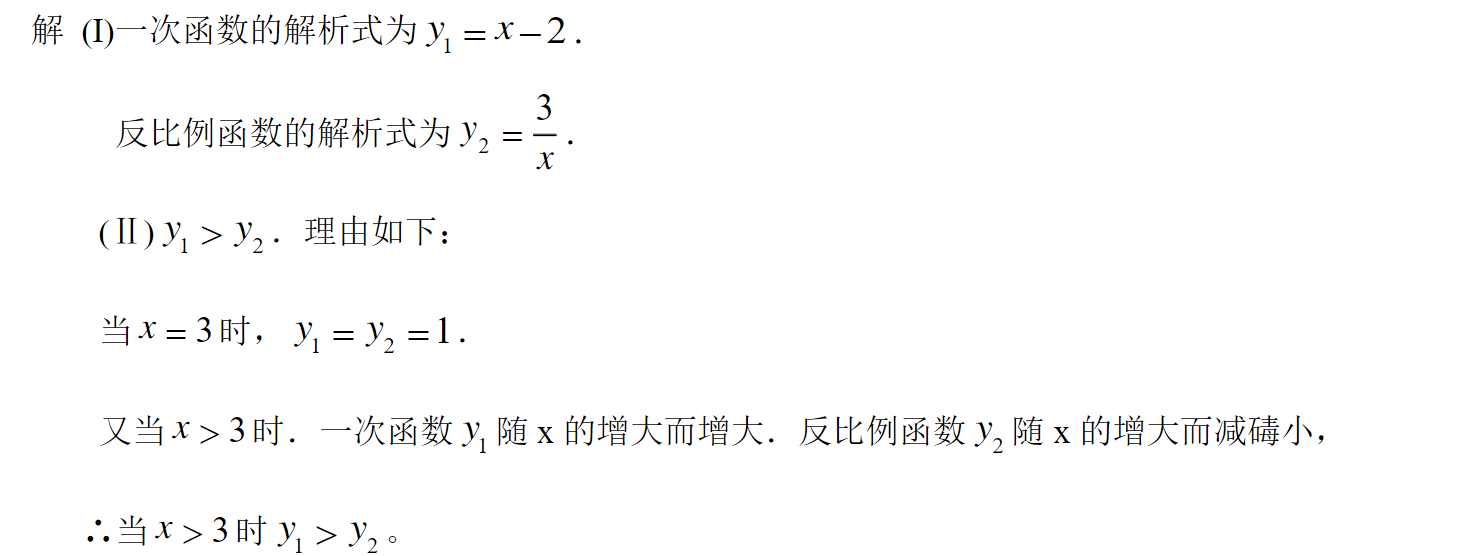 解 (I)一次函数的解析式为 y₁ = x－2．
反比例函数的解析式为 y₂ = 3/x．
(Ⅱ) y₁ > y₂．理由如下：
当 x = 3 时， y₁ = y₂ = 1．
又当 x > 3 时．一次函数 y₁ 随 x 的增大而增大．反比例函数 y₂ 随 x 的增大而减碡小，
∴当 x > 3 时 y₁ > y₂。